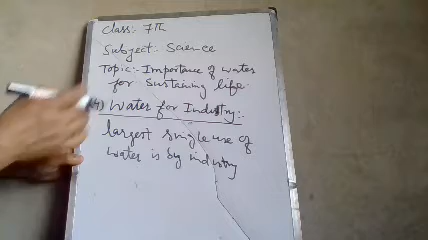 Class:- 7th
Subject:- Science
Topic:- Importance of water
for Sustaining life.
4) Water for Industry:-
largest single use of
water is by industry